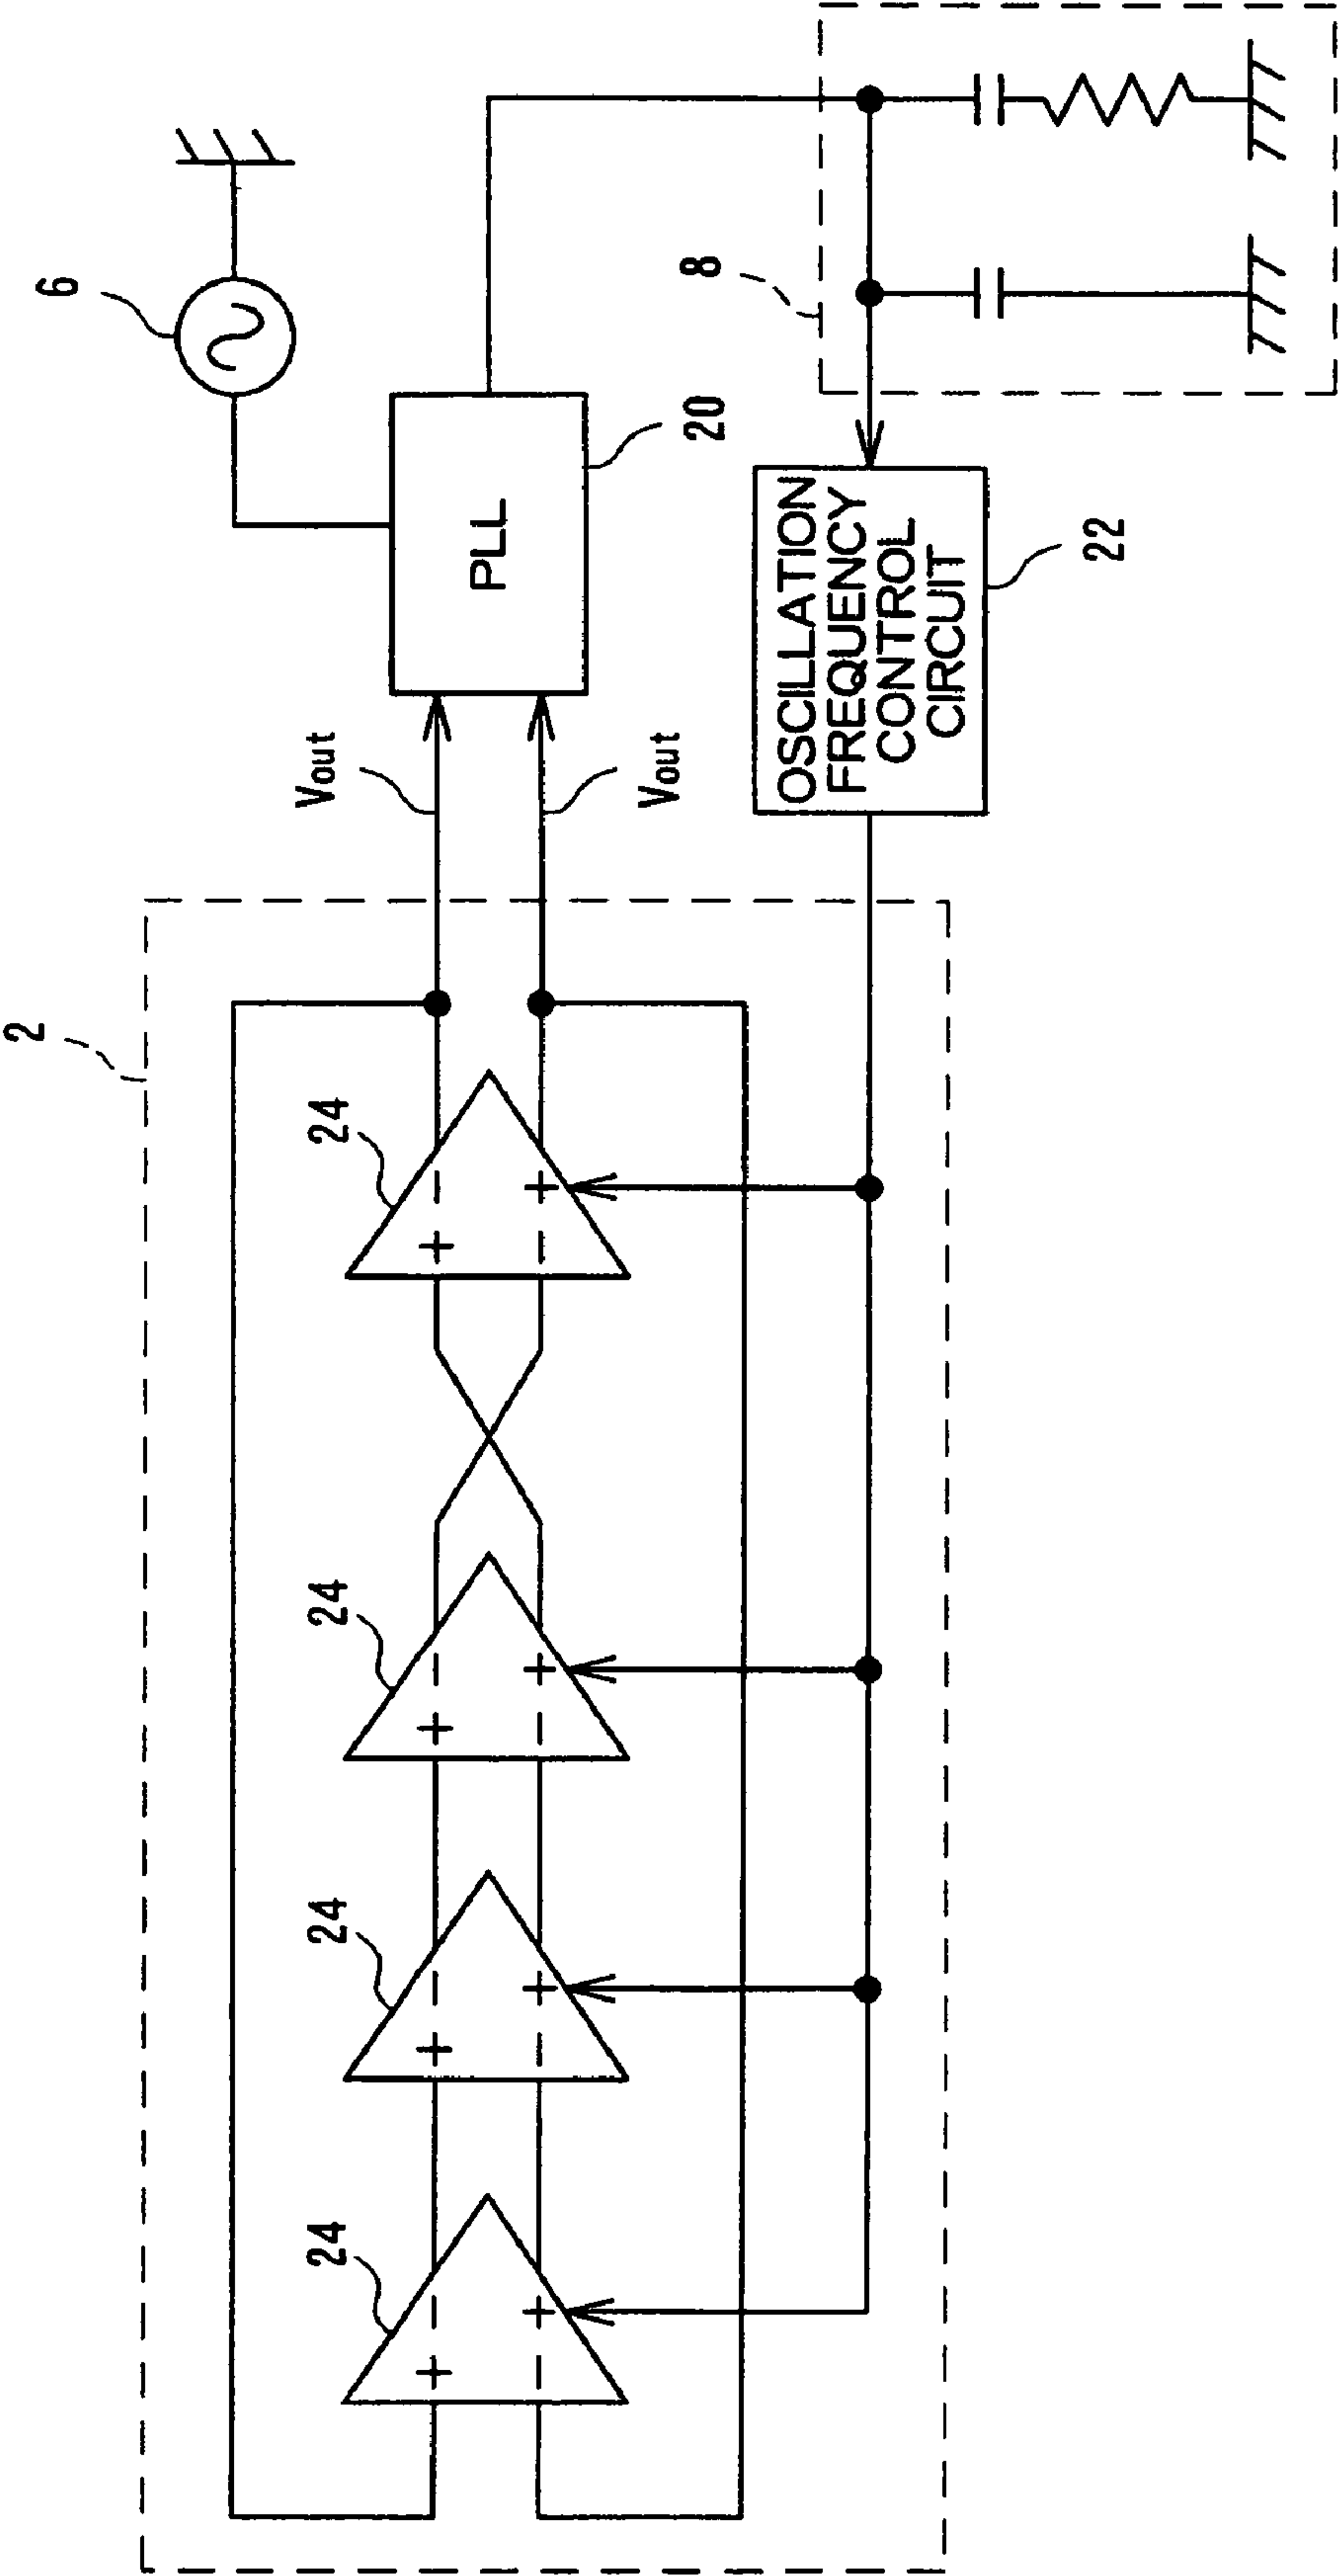 6
2
24
24
24
24
Vout
Vout
PLL
20
8
OSCILLATION
FREQUENCY
CONTROL
CIRCUIT
22
+ −
− +
+ −
− +
+ −
− +
+ −
− +